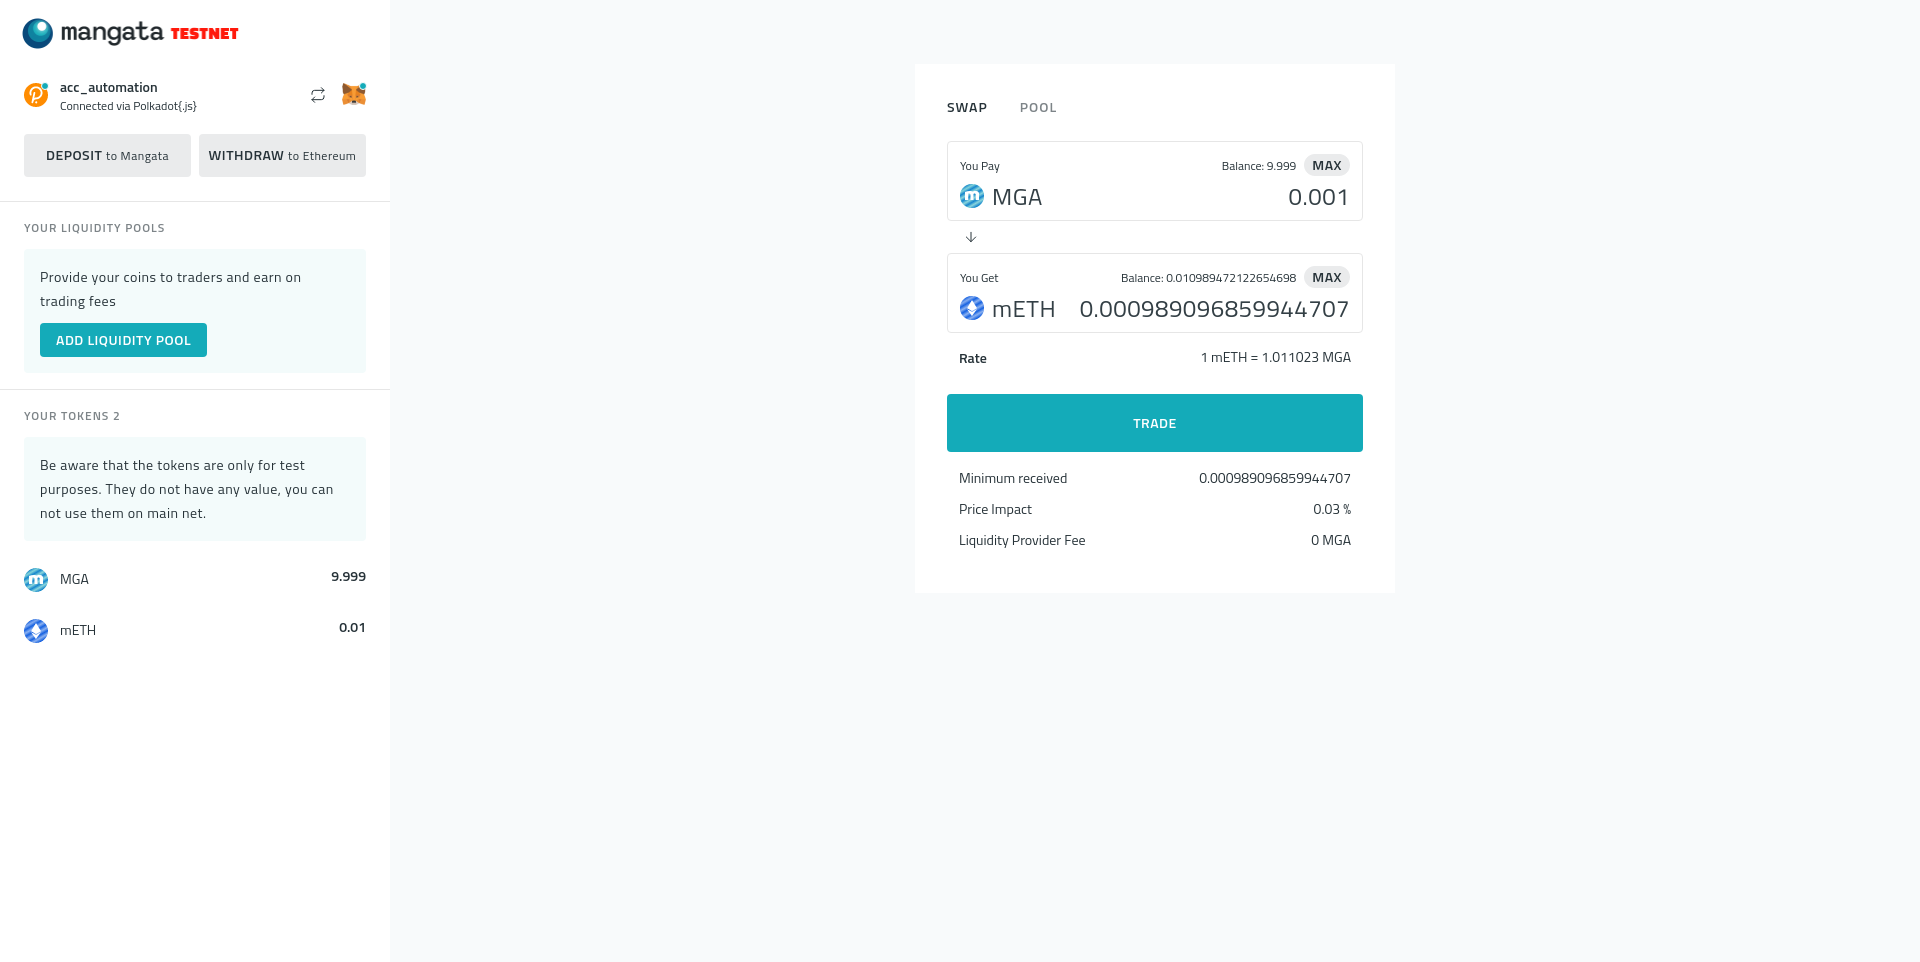 mangata TESTNET
acc_automation
Connected via Polkadot{.js}
DEPOSIT to Mangata
WITHDRAW to Ethereum
YOUR LIQUIDITY POOLS
Provide your coins to traders and earn on
trading fees
ADD LIQUIDITY POOL
YOUR TOKENS 2
Be aware that the tokens are only for test
purposes. They do not have any value, you can
not use them on main net.
MGA 9.999
mETH 0.01
SWAP POOL
You Pay Balance: 9.999 MAX
MGA 0.001
You Get Balance: 0.010989472122654698 MAX
mETH 0.000989096859944707
Rate 1 mETH = 1.011023 MGA
TRADE
Minimum received 0.000989096859944707
Price Impact 0.03 %
Liquidity Provider Fee 0 MGA